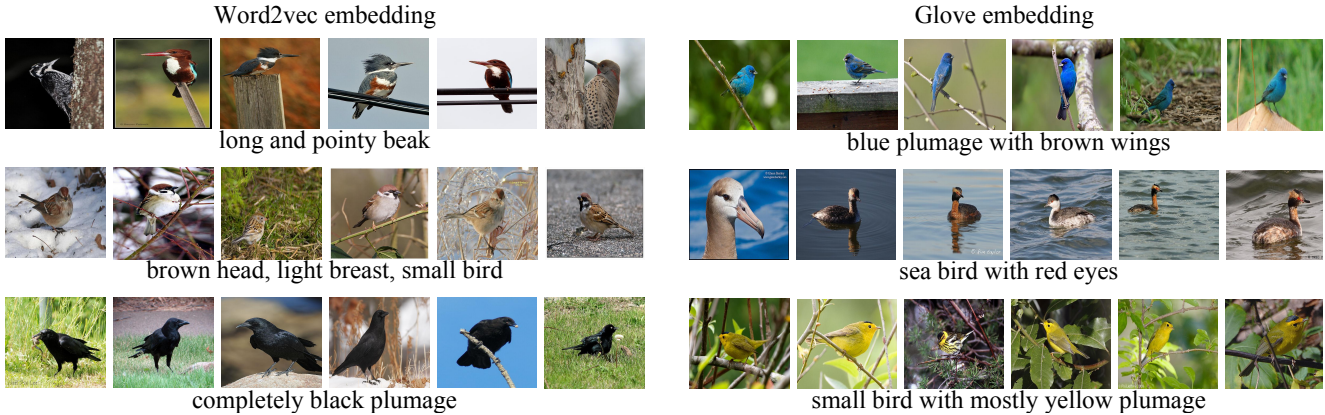 Word2vec embedding
Glove embedding
long and pointy beak
blue plumage with brown wings
brown head, light breast, small bird
sea bird with red eyes
completely black plumage
small bird with mostly yellow plumage